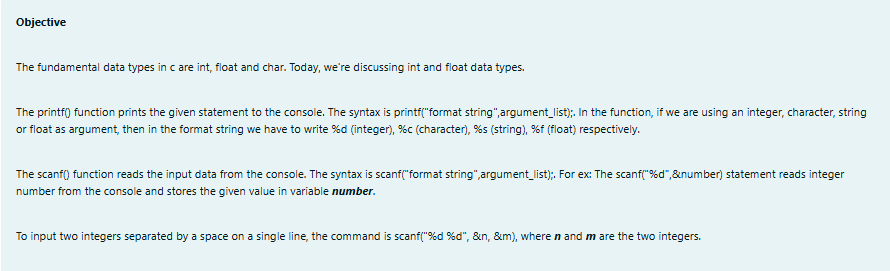 Objective
The fundamental data types in c are int, float and char. Today, we're discussing int and float data types.
The printf() function prints the given statement to the console. The syntax is printf("format string",argument_list);. In the function, if we are using an integer, character, string
or float as argument, then in the format string we have to write %d (integer), %c (character), %s (string), %f (float) respectively.
The scanf() function reads the input data from the console. The syntax is scanf("format string",argument_list);. For ex: The scanf("%d",&number) statement reads integer
number from the console and stores the given value in variable number.
To input two integers separated by a space on a single line, the command is scanf("%d %d", &n, &m), where n and m are the two integers.